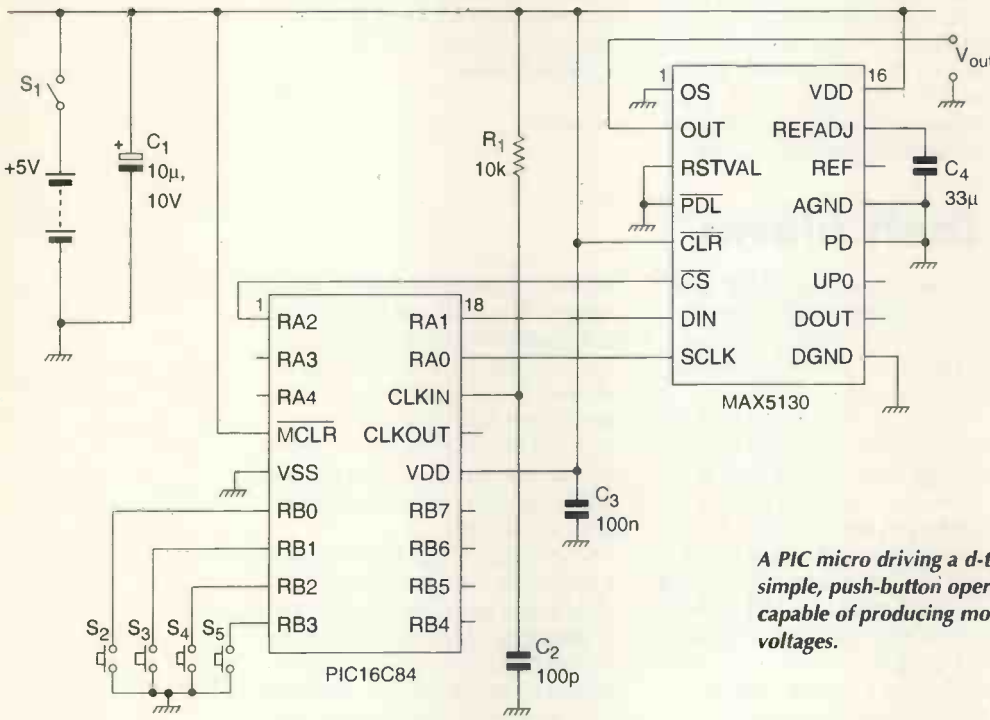 S1
+5V
+
C1
10µ,
10V
R1
10k
1
16
OS
VDD
OUT
REFADJ
RSTVAL
REF
PDL
AGND
CLR
PD
CS
UP0
DIN
DOUT
SCLK
DGND
MAX5130
Vout
C4
33µ
1
18
RA2
RA1
RA3
RA0
RA4
CLKIN
MCLR
CLKOUT
VSS
VDD
RB0
RB7
RB1
RB6
RB2
RB5
RB3
RB4
PIC16C84
S2
S3
S4
S5
C3
100n
C2
100p
A PIC micro driving a
simple, push-button
capable of producing
voltages.